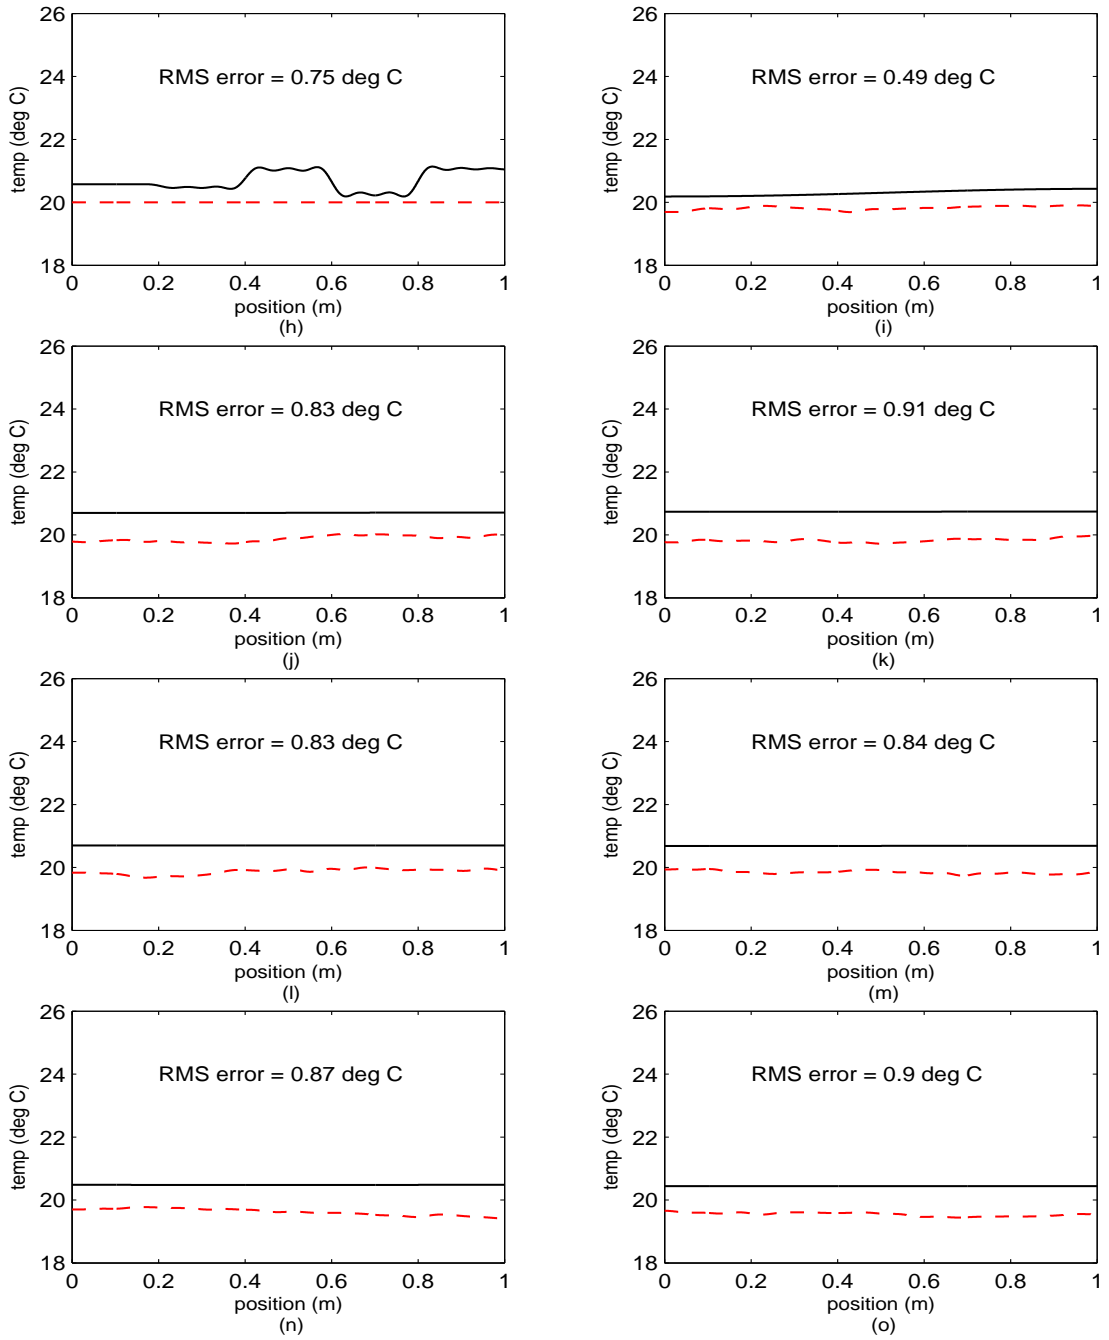 26
24
22
20
18
temp (deg C)
RMS error = 0.75 deg C
0 0.2 0.4 0.6 0.8 1
position (m)
(h)
26
24
22
20
18
temp (deg C)
RMS error = 0.49 deg C
0 0.2 0.4 0.6 0.8 1
position (m)
(i)
26
24
22
20
18
temp (deg C)
RMS error = 0.83 deg C
0 0.2 0.4 0.6 0.8 1
position (m)
(j)
26
24
22
20
18
temp (deg C)
RMS error = 0.91 deg C
0 0.2 0.4 0.6 0.8 1
position (m)
(k)
26
24
22
20
18
temp (deg C)
RMS error = 0.83 deg C
0 0.2 0.4 0.6 0.8 1
position (m)
(l)
26
24
22
20
18
temp (deg C)
RMS error = 0.84 deg C
0 0.2 0.4 0.6 0.8 1
position (m)
(m)
26
24
22
20
18
temp (deg C)
RMS error = 0.87 deg C
0 0.2 0.4 0.6 0.8 1
position (m)
(n)
26
24
22
20
18
temp (deg C)
RMS error = 0.9 deg C
0 0.2 0.4 0.6 0.8 1
position (m)
(o)